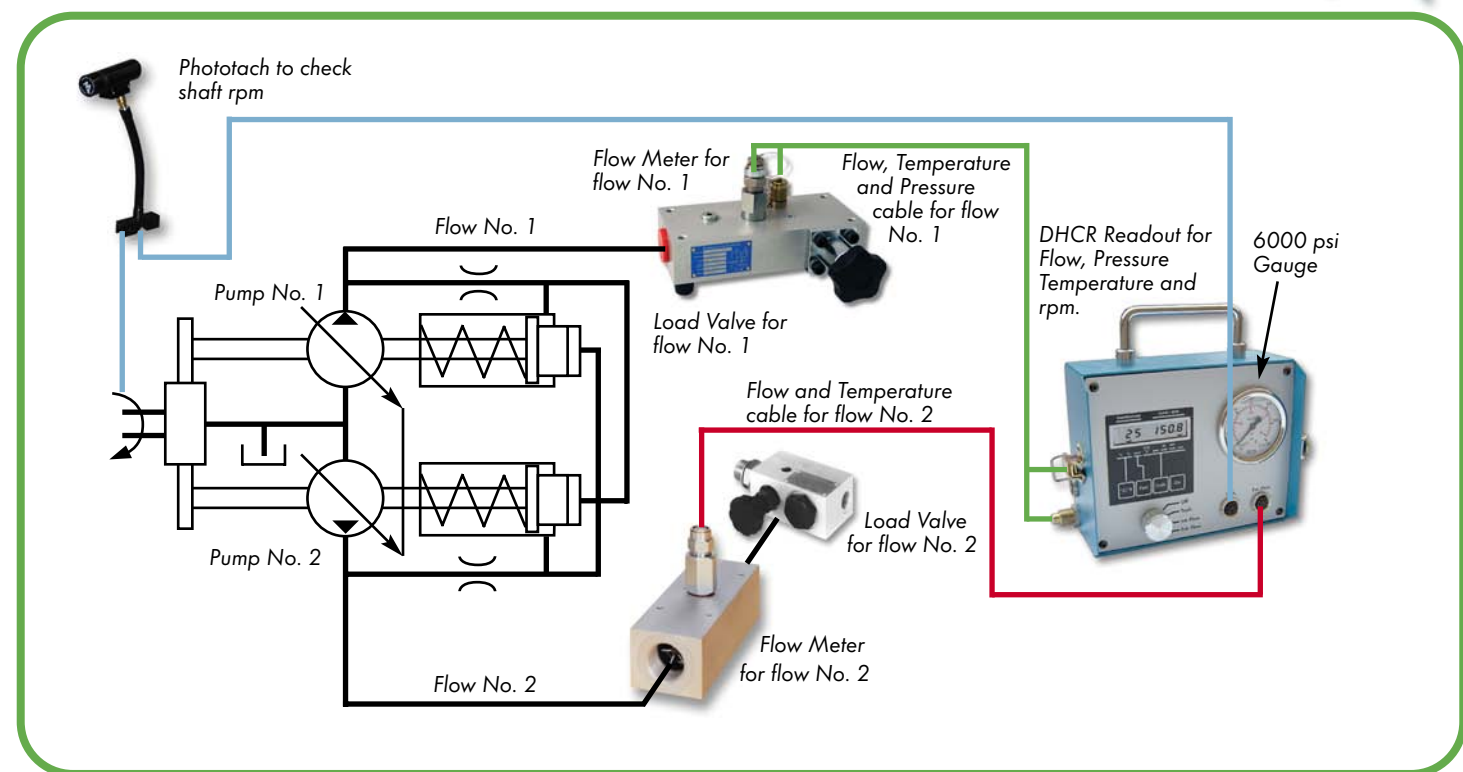 Phototach to check
shaft rpm
Flow Meter for
flow No. 1
Flow, Temperature
and Pressure
cable for flow
No. 1
Flow No. 1
DHCR Readout for
Flow, Pressure
Temperature and
rpm.
6000 psi
Gauge
Pump No. 1
Load Valve for
flow No. 1
Flow and Temperature
cable for flow No. 2
25 150.8
Load Valve
for flow No. 2
Pump No. 2
Flow Meter
for flow No. 2
Flow No. 2